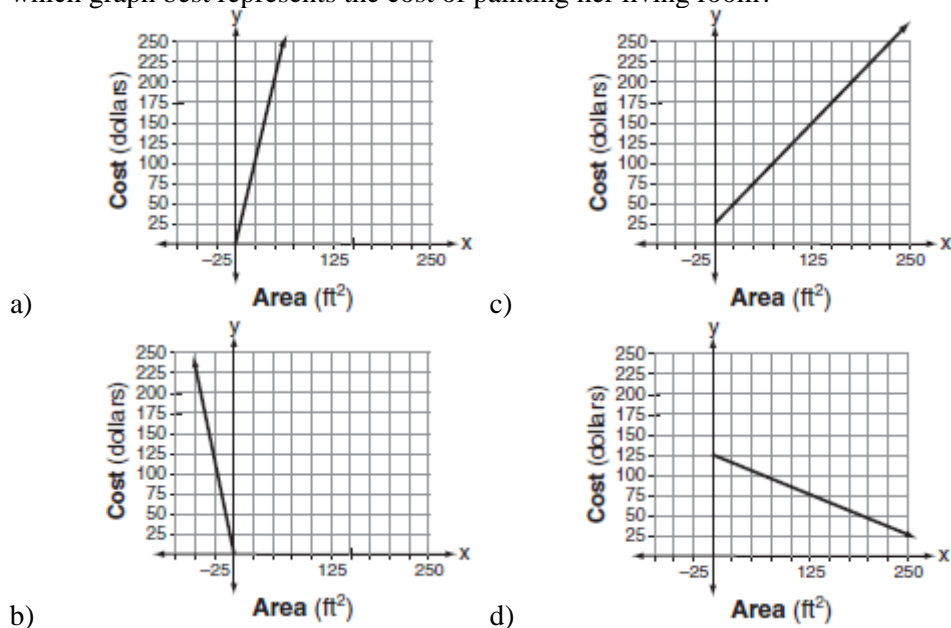 which graph best represents the cost of painting her living room?
y
250
225
200
175
150
125
100
75
50
25
Cost (dollars)
-25
125
250
x
Area (ft²)
a)
y
250
225
200
175
150
125
100
75
50
25
Cost (dollars)
-25
125
250
x
Area (ft²)
c)
y
250
225
200
175
150
125
100
75
50
25
Cost (dollars)
-25
125
250
x
Area (ft²)
b)
y
250
225
200
175
150
125
100
75
50
25
Cost (dollars)
-25
125
250
x
Area (ft²)
d)